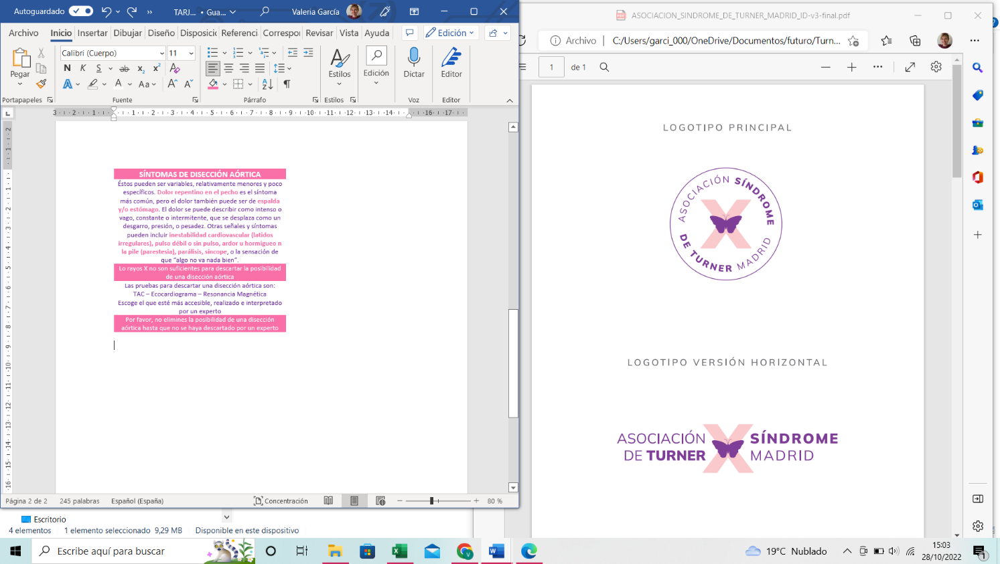 Autoguardado
TARJ... • Gua...
Valeria García
Archivo Inicio Insertar Dibujar Diseño Disposic Referenci Correspo Revisar Vista Ayuda
Edición
Pegar
Calibri (Cuerpo) 11
N K S ab x₂ x²
A A Aa A A
Estilos
Edición
Dictar
Editor
Portapapeles Fuente Párrafo Estilos Voz Editor
SÍNTOMAS DE DISECCIÓN AÓRTICA
Éstos pueden ser variables, relativamente menores y poco
específicos. Dolor repentino en el pecho es el síntoma
más común, pero el dolor también puede ser de espalda
y/o estómago. El dolor se puede describir como intenso o
vago, constante o intermitente, que se desplaza como un
desgarro, presión, o pesadez. Otras señales y síntomas
pueden incluir inestabilidad cardiovascular (latidos
irregulares), pulso débil o sin pulso, ardor u hormigueo n
la pile (parestesia), parálisis, síncope, o la sensación de
que “algo no va nada bien”.
Lo rayos X no son suficientes para descartar la posibilidad
de una disección aórtica
Las pruebas para descartar una disección aórtica son:
TAC – Ecocardiograma – Resonancia Magnética
Escoge el que esté más accesible, realizado e interpretado
por un experto
Por favor, no elimines la posibilidad de una disección
aórtica hasta que no se haya descartado por un experto
Página 2 de 2 245 palabras Español (España) Concentración 80 %
Escritorio
4 elementos 1 elemento seleccionado 9,29 MB Disponible en este dispositivo
ASOCIACION_SINDROME_DE_TURNER_MADRID_ID-v3-final.pdf
Archivo C:/Users/garci_000/OneDrive/Documentos/futuro/Turn...
1 de 1
LOGOTIPO PRINCIPAL
ASOCIACIÓN SÍNDROME
DE TURNER MADRID
X
LOGOTIPO VERSIÓN HORIZONTAL
ASOCIACIÓN X SÍNDROME
DE TURNER MADRID
Escribe aquí para buscar
19°C Nublado
15:03
28/10/2022
1